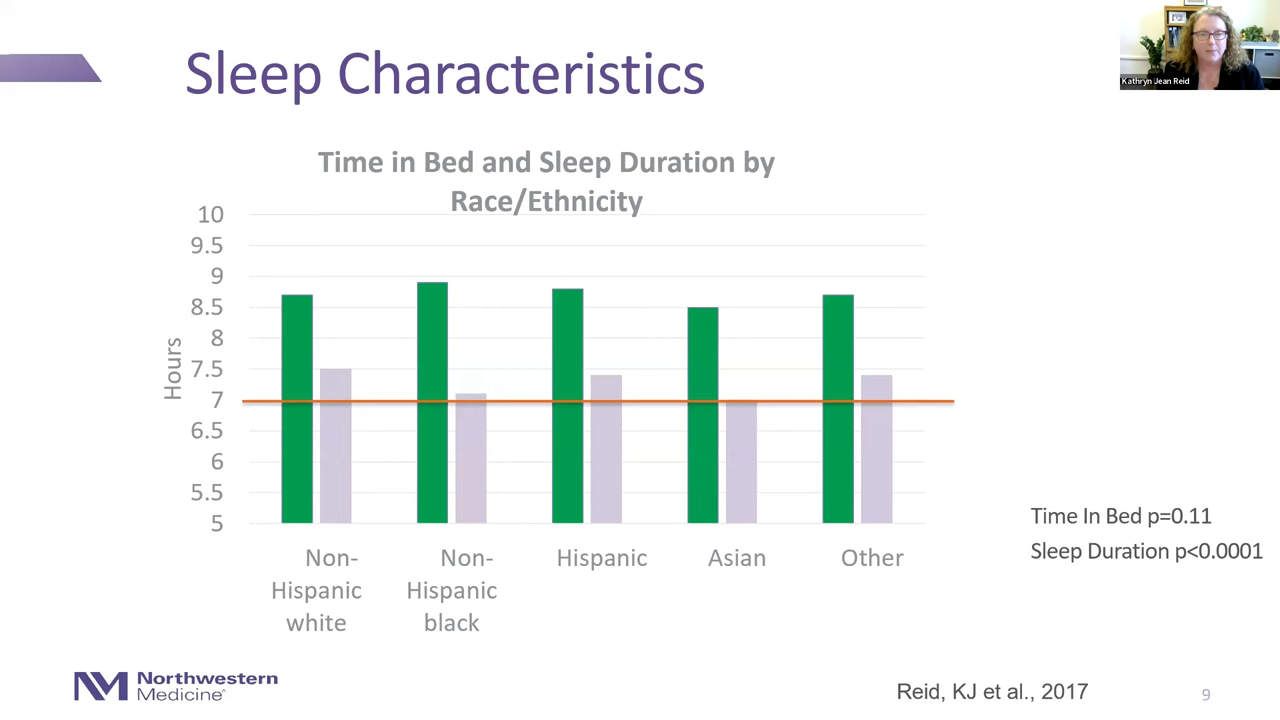 Sleep Characteristics
Kathryn Jean Reid
Time in Bed and Sleep Duration by
Race/Ethnicity
10
9.5
9
8.5
8
7.5
7
6.5
6
5.5
5
Hours
Non-
Hispanic
white
Non-
Hispanic
black
Hispanic
Asian
Other
Time In Bed p=0.11
Sleep Duration p<0.0001
NM Northwestern
Medicine®
Reid, KJ et al., 2017
9